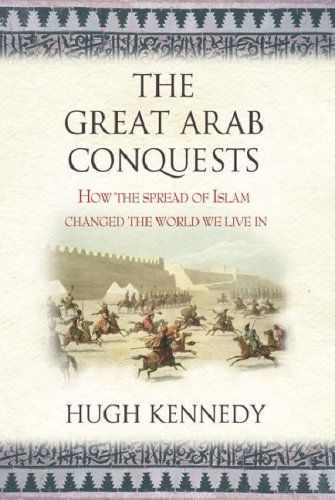 THE
GREAT ARAB
CONQUESTS
HOW THE SPREAD OF ISLAM
CHANGED THE WORLD WE LIVE IN
HUGH KENNEDY